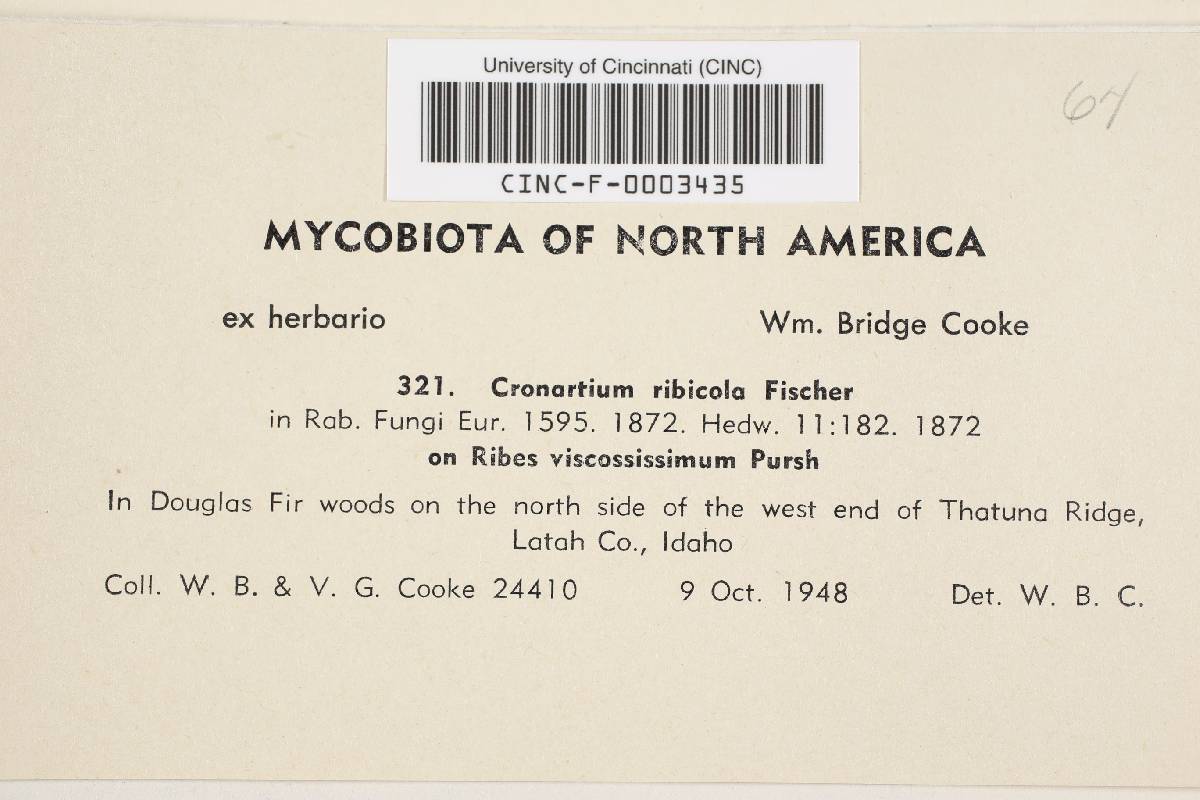 University of Cincinnati (CINC)
CINC-F-0003435
64
MYCOBIOTA OF NORTH AMERICA
ex herbario Wm. Bridge Cooke
321. Cronartium ribicola Fischer
in Rab. Fungi Eur. 1595. 1872. Hedw. 11:182. 1872
on Ribes viscossissimum Pursh
In Douglas Fir woods on the north side of the west end of Thatuna Ridge,
Latah Co., Idaho
Coll. W. B. & V. G. Cooke 24410 9 Oct. 1948 Det. W. B. C.